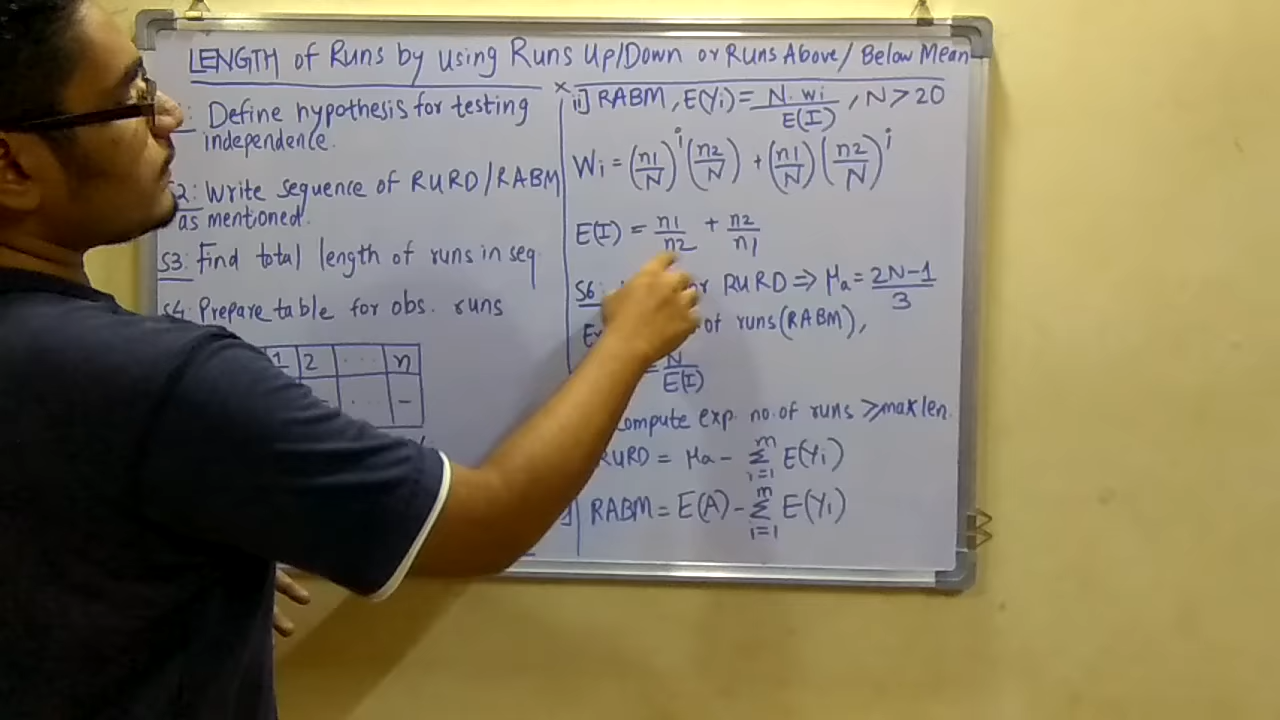 LENGTH of Runs by using Runs Up/Down or Runs Above / Below Mean
: Define hypothesis for testing
independence.
S2: Write sequence of RURD/RABM
as mentioned.
S3: Find total length of runs in seq
S4: Prepare table for obs. runs
1 2 ... n
- ... -
ii] RABM, E(Yi) = N. wi / E(I) , N > 20
Wi = (n1/N)^i (n2/N) + (n1/N) (n2/N)^i
E(I) = n1/n2 + n2/n1
S6: RURD ⇒ μa = 2N-1 / 3
of runs (RABM),
= N / E(I)
compute exp. no. of runs ≥ max len.
RURD = μa - Σ_{i=1}^{m} E(Yi)
RABM = E(A) - Σ_{i=1}^{m} E(Yi)